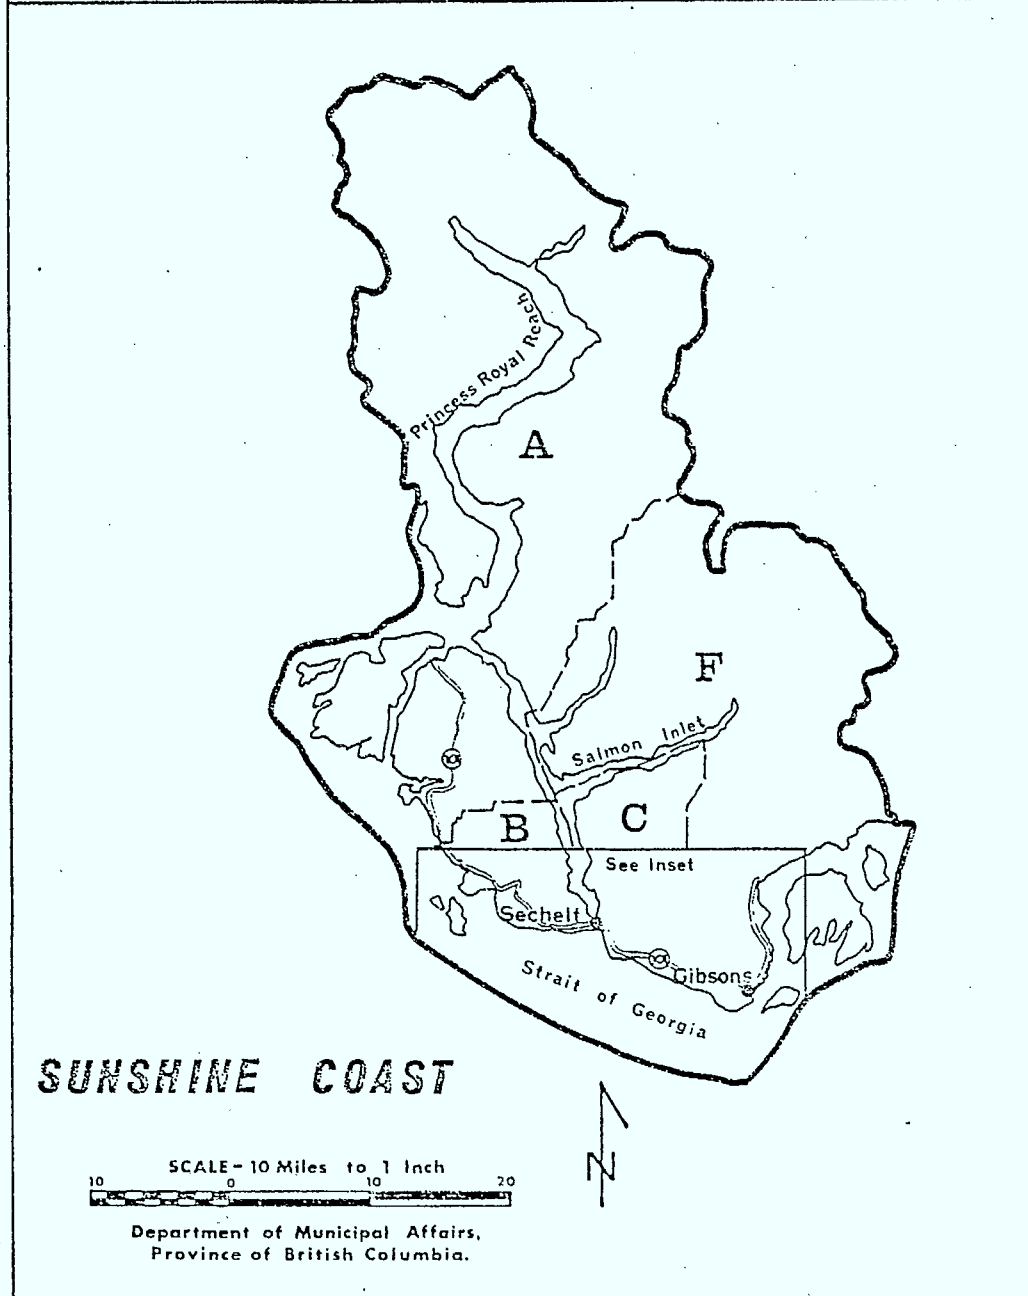 Princess Royal Reach
A
F
Salmon Inlet
B
C
See Inset
Sechelt
Gibsons
Strait of Georgia
SUNSHINE COAST
SCALE - 10 Miles to 1 Inch
10 0 10 20
N
Department of Municipal Affairs,
Province of British Columbia.